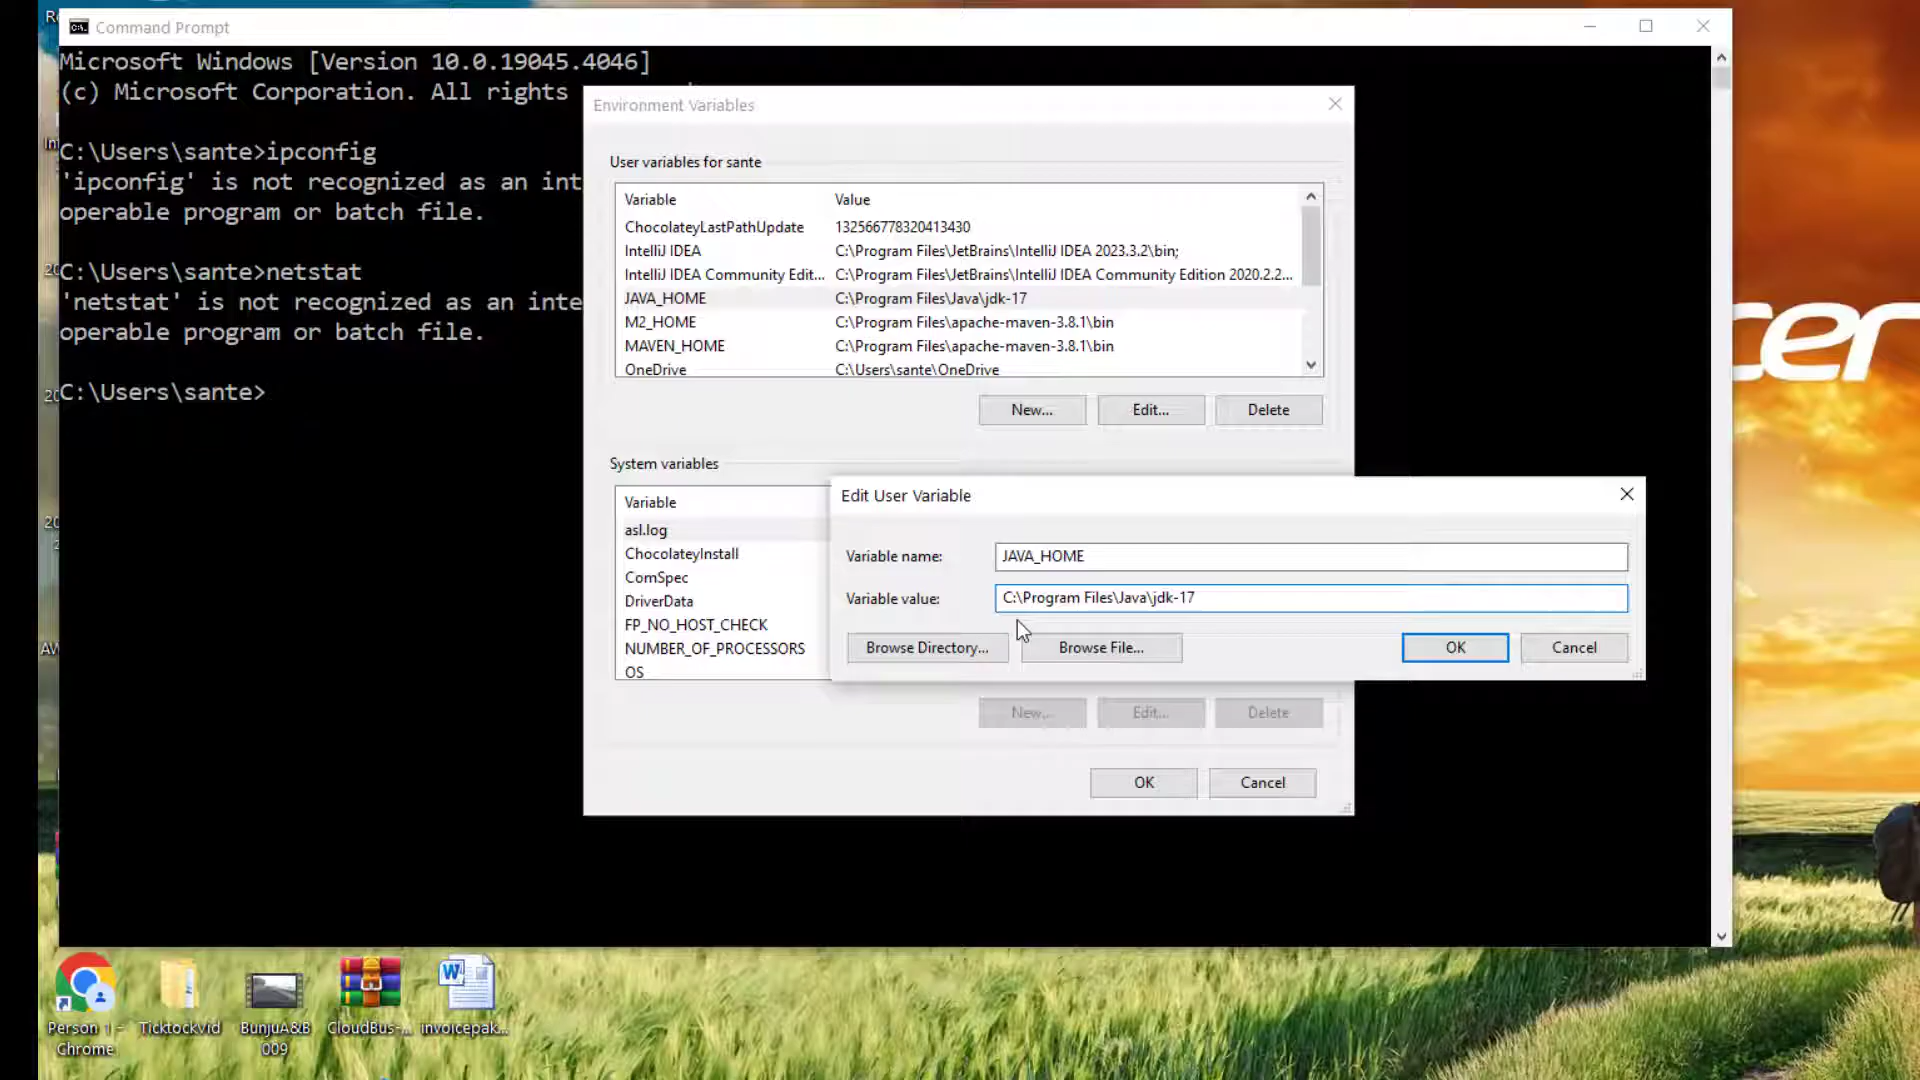 Command Prompt
Microsoft Windows [Version 10.0.19045.4046]
(c) Microsoft Corporation. All rights
C:\Users\sante>ipconfig
'ipconfig' is not recognized as an int
operable program or batch file.
C:\Users\sante>netstat
'netstat' is not recognized as an inte
operable program or batch file.
C:\Users\sante>
Environment Variables
User variables for sante
Variable Value
ChocolateyLastPathUpdate 132566778320413430
IntelliJ IDEA C:\Program Files\JetBrains\IntelliJ IDEA 2023.3.2\bin;
IntelliJ IDEA Community Edit... C:\Program Files\JetBrains\IntelliJ IDEA Community Edition 2020.2.2...
JAVA_HOME C:\Program Files\Java\jdk-17
M2_HOME C:\Program Files\apache-maven-3.8.1\bin
MAVEN_HOME C:\Program Files\apache-maven-3.8.1\bin
OneDrive C:\Users\sante\OneDrive
New... Edit... Delete
System variables
Variable
asl.log
ChocolateyInstall
ComSpec
DriverData
FP_NO_HOST_CHECK
NUMBER_OF_PROCESSORS
OS
New... Edit... Delete
OK Cancel
Edit User Variable
Variable name: JAVA_HOME
Variable value: C:\Program Files\Java\jdk-17
Browse Directory... Browse File... OK Cancel
cer
Person 1 - Chrome
TicktockVid
BunjuA&B 009
CloudBus-...
invoicepak...